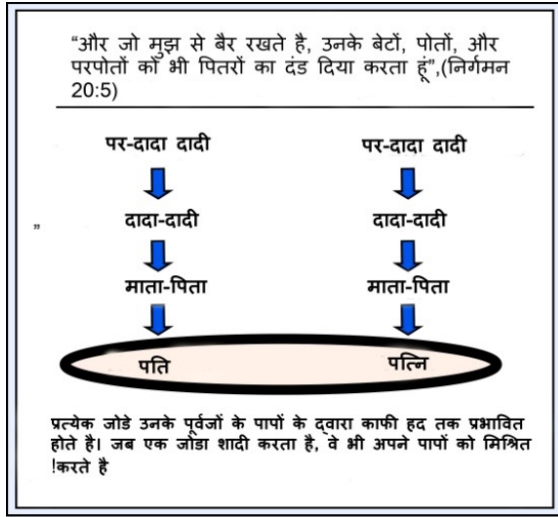 “और जो मुझ से बैर रखते है, उनके बेटों, पोतों, और
परपोतों को भी पितरों का दंड दिया करता हूं”,(निर्गमन
20:5)
पर-दादा दादी
पर-दादा दादी
”
दादा-दादी
दादा-दादी
माता-पिता
माता-पिता
पति
पत्नि
प्रत्येक जोडे उनके पूर्वजों के पापों के द्वारा काफी हद तक प्रभावित
होते है। जब एक जोडा शादी करता है, वे भी अपने पापों को मिश्रित
!करते है